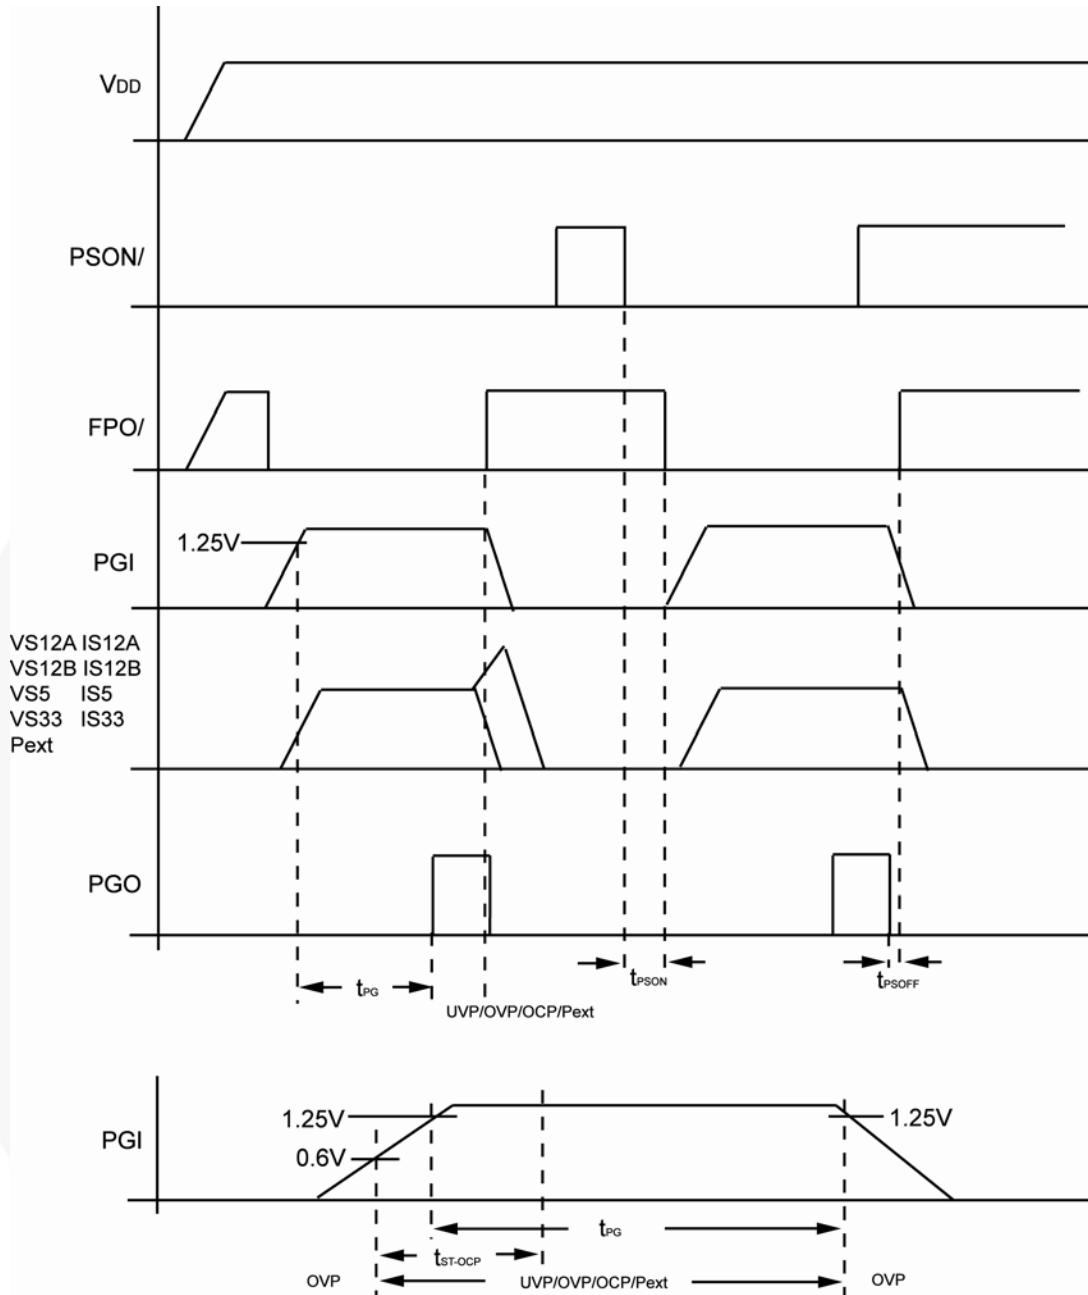 VDD
PSON/
FPO/
1.25V
PGI
VS12A IS12A
VS12B IS12B
VS5 IS5
VS33 IS33
Pext
PGO
tPG
tPSON
tPSOFF
UVP/OVP/OCP/Pext
1.25V
1.25V
PGI
0.6V
tPG
tST-OCP
OVP
UVP/OVP/OCP/Pext
OVP